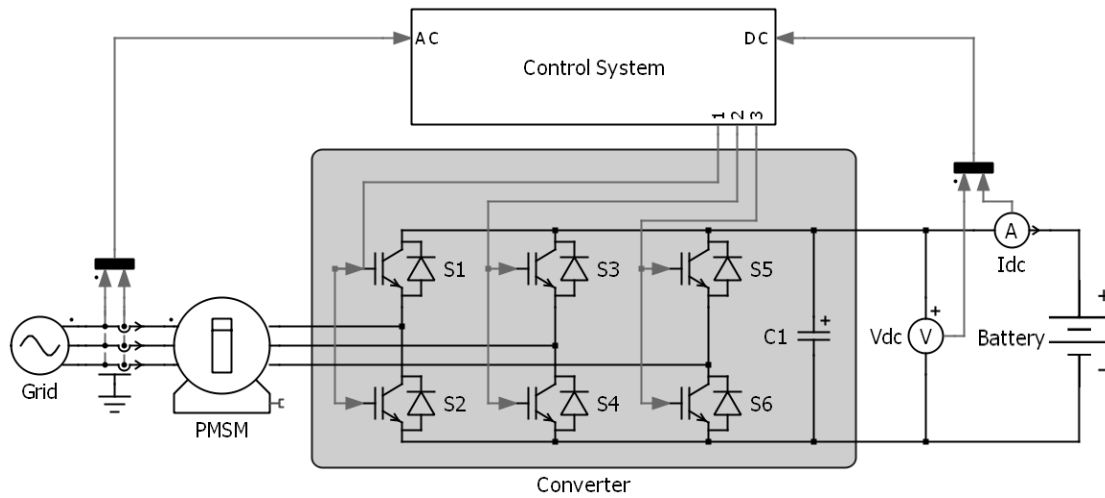 AC
DC
Control System
1 2 3
S1
S3
S5
A
Idc
C1
+
+
Vdc
V
Battery
+
-
Grid
PMSM
S2
S4
S6
Converter